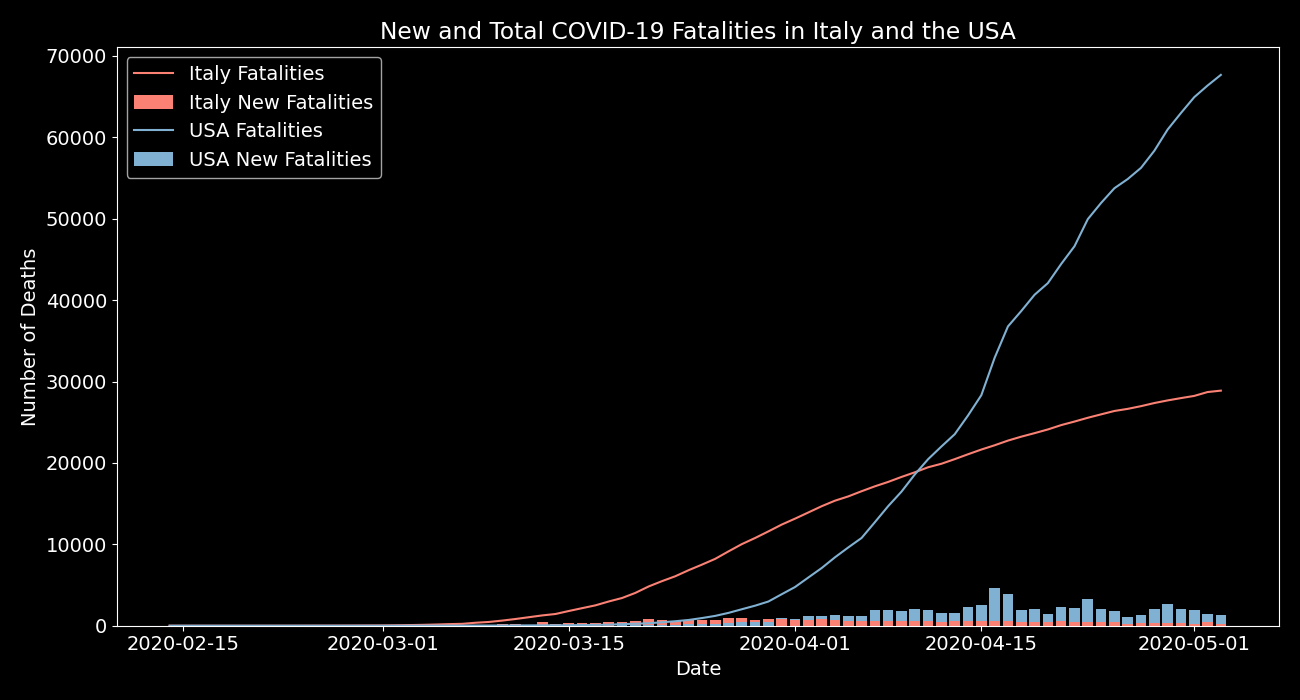 New and Total COVID-19 Fatalities in Italy and the USA
Italy Fatalities
Italy New Fatalities
USA Fatalities
USA New Fatalities
70000
60000
50000
40000
30000
20000
10000
0
Number of Deaths
2020-02-15 2020-03-01 2020-03-15 2020-04-01 2020-04-15 2020-05-01
Date